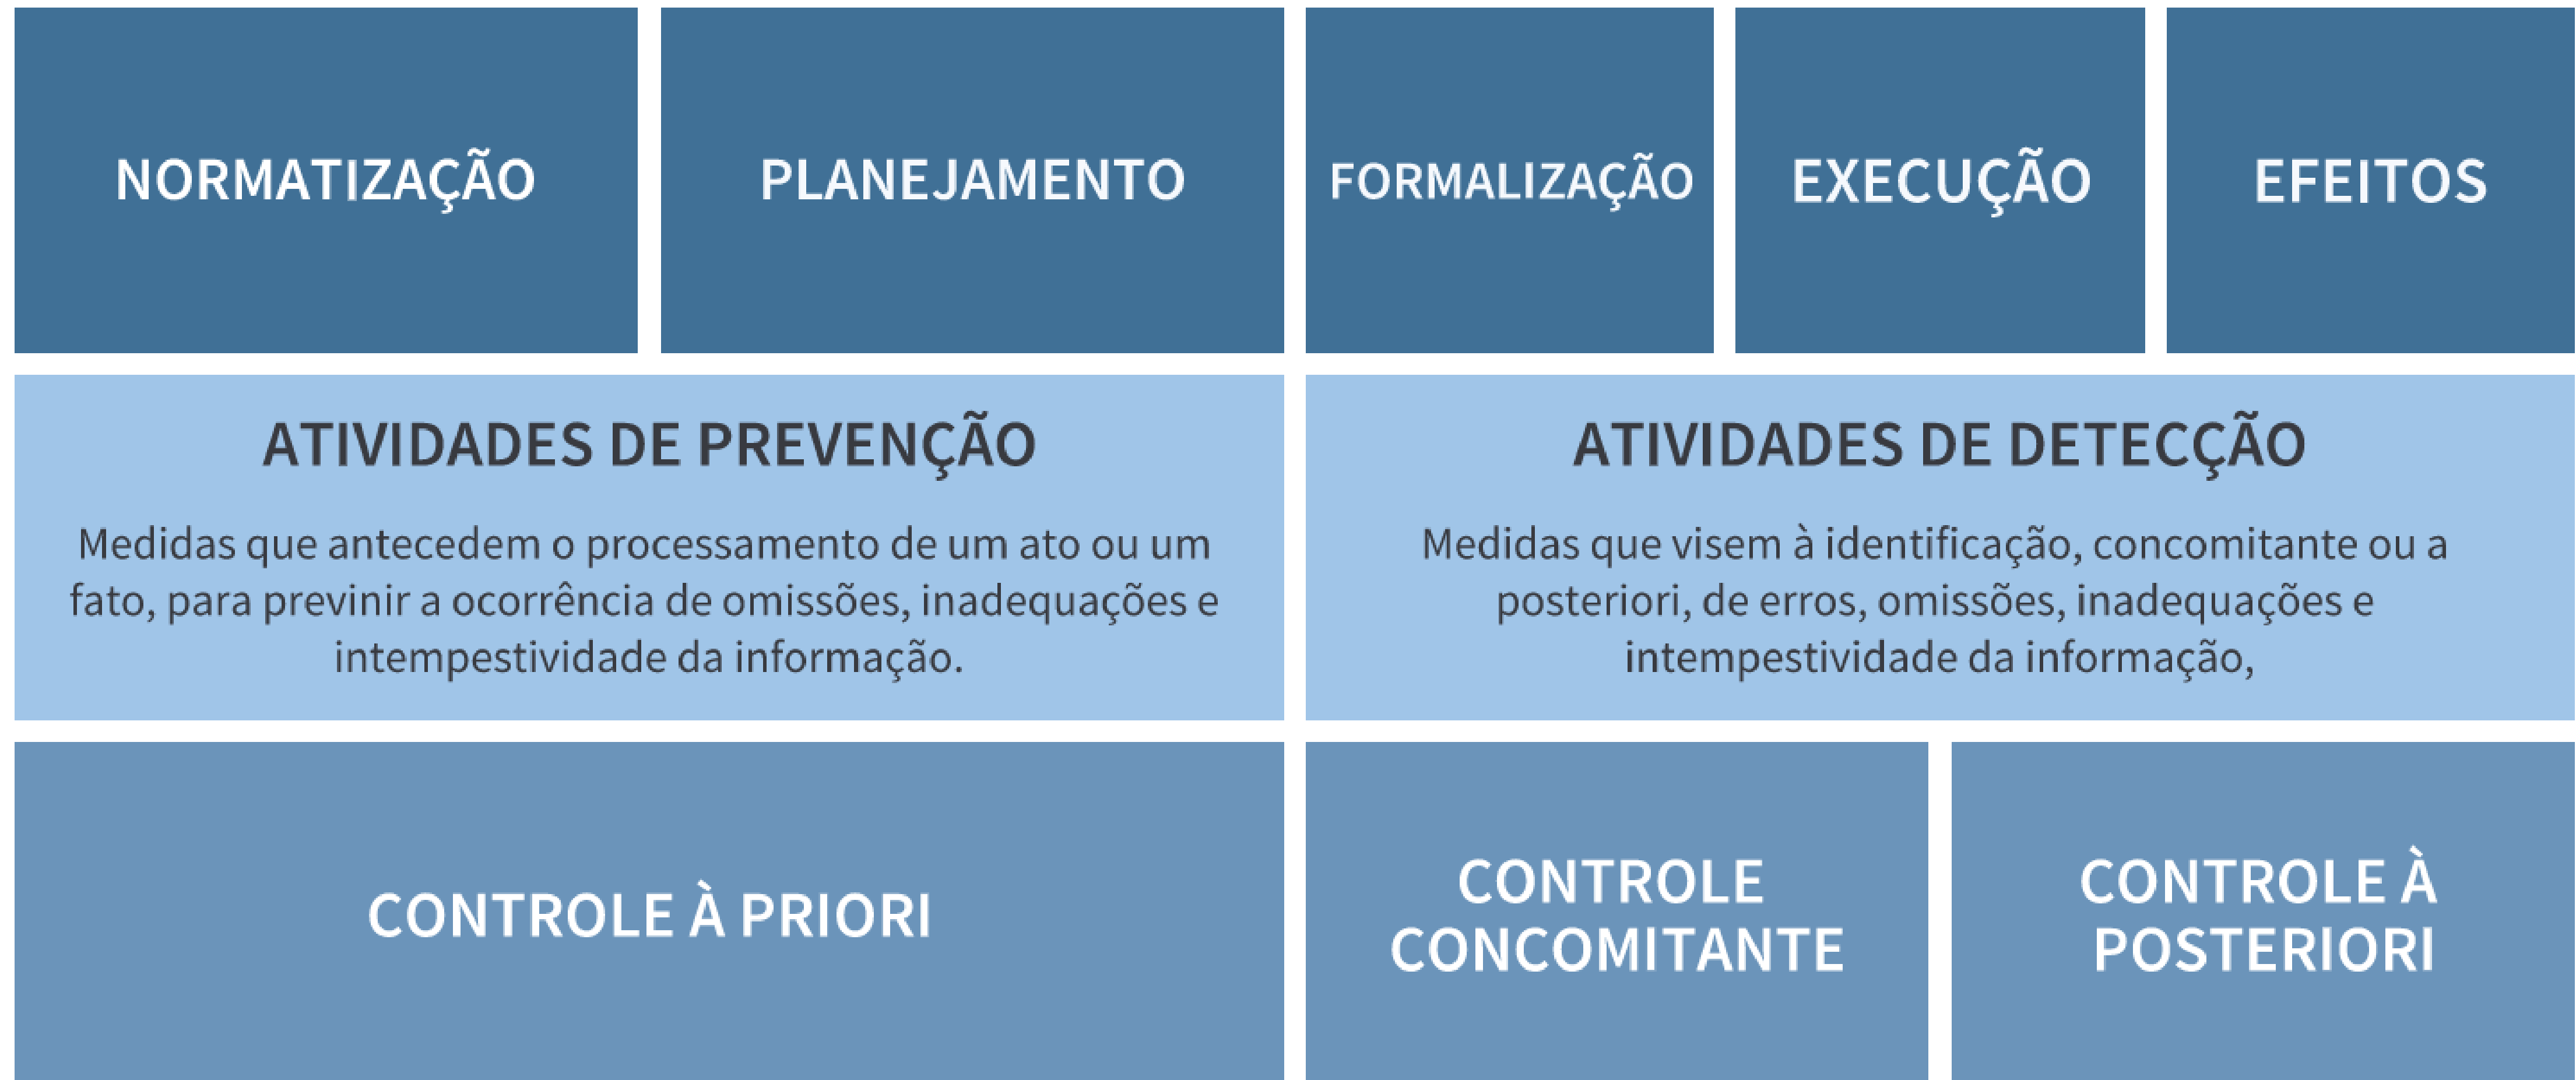 NORMATIZAÇÃO
PLANEJAMENTO
FORMALIZAÇÃO
EXECUÇÃO
EFEITOS
ATIVIDADES DE PREVENÇÃO
Medidas que antecedem o processamento de um ato ou um
fato, para previnir a ocorrência de omissões, inadequações e
intempestividade da informação.
ATIVIDADES DE DETECÇÃO
Medidas que visem à identificação, concomitante ou a
posteriori, de erros, omissões, inadequações e
intempestividade da informação,
CONTROLE À PRIORI
CONTROLE
CONCOMITANTE
CONTROLE À
POSTERIORI